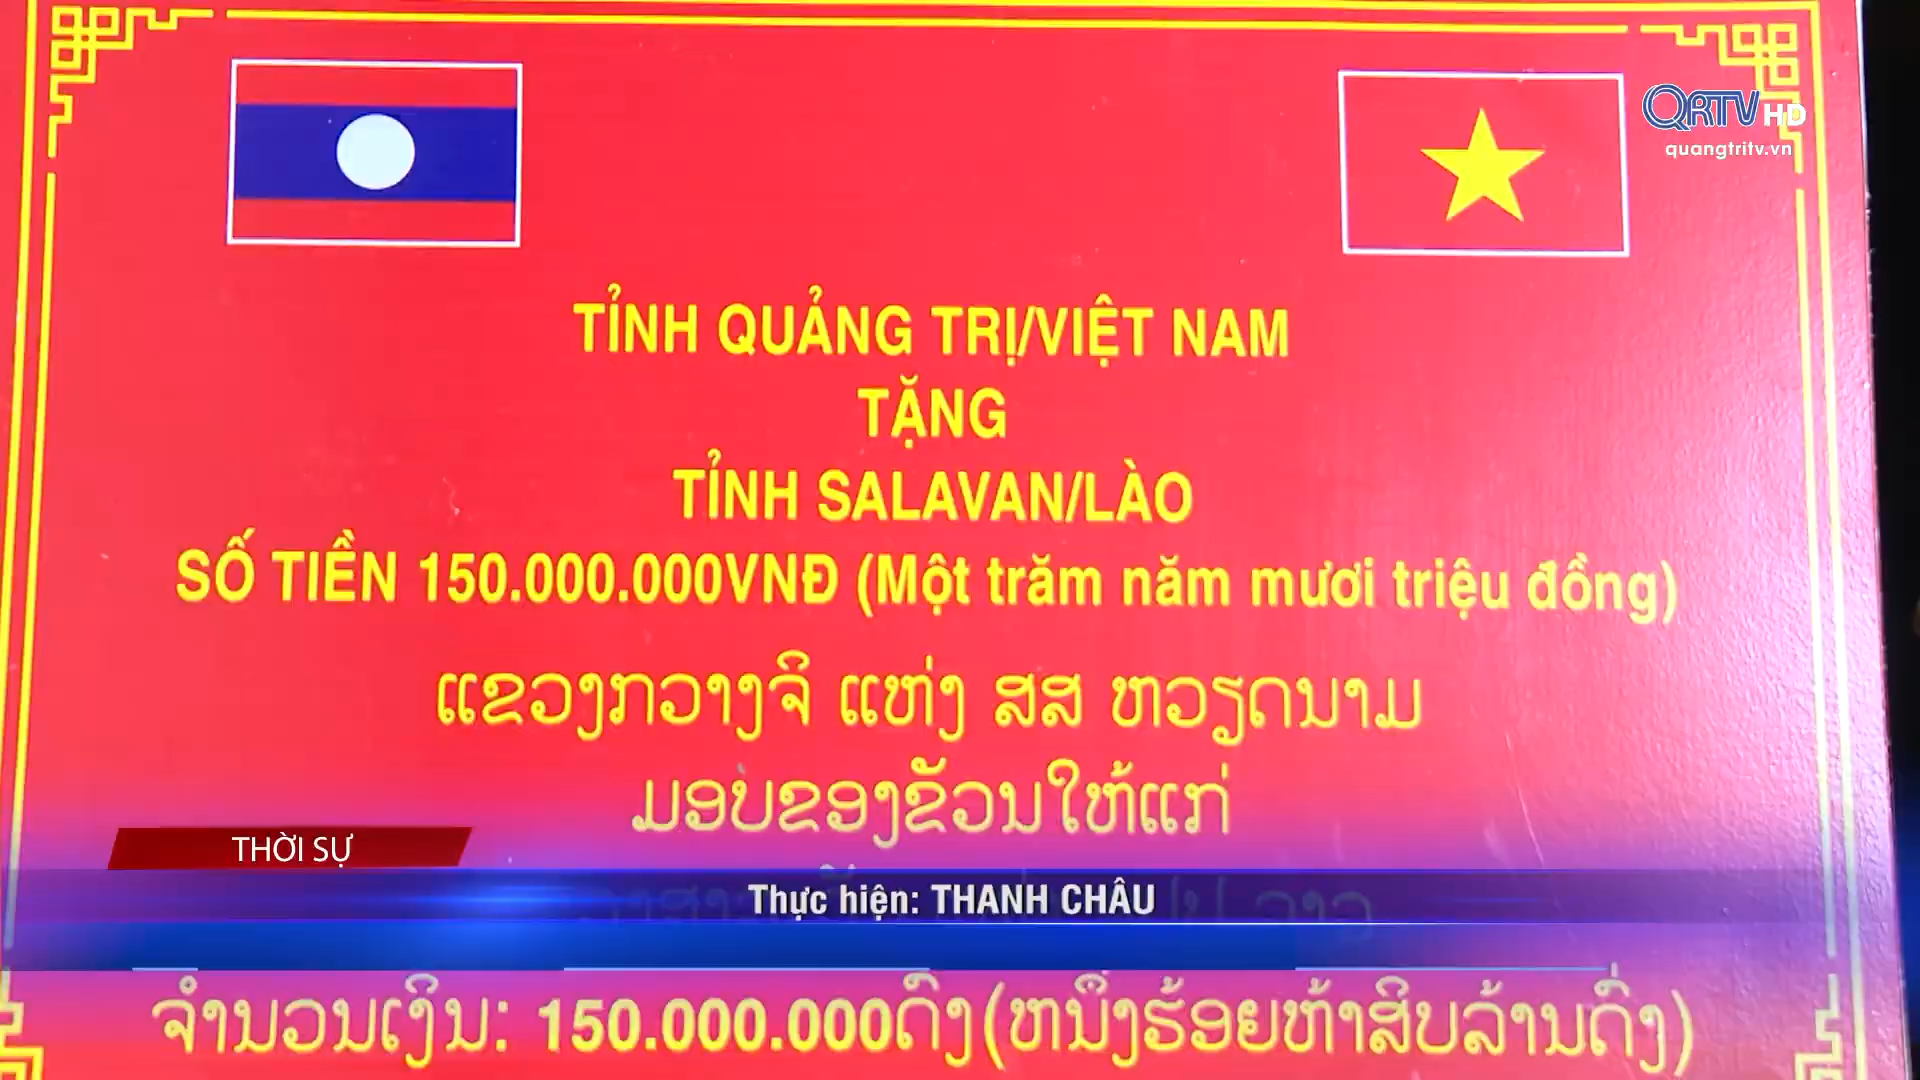 QRTV HD
quangtritv.vn
TỈNH QUẢNG TRỊ/VIỆT NAM
TẶNG
TỈNH SALAVAN/LÀO
SỐ TIỀN 150.000.000VNĐ (Một trăm năm mươi triệu đồng)
ແຂວງກວາງຈິ ແຫ່ງ ສສ ຫວຽດນາມ
ມອບຂອງຂັວນໃຫ້ແກ່
THỜI SỰ
Thực hiện: THANH CHÂU
ຈຳນວນເງິນ: 150.000.000ດົ່ງ(ຫນຶ່ງຮ້ອຍຫ້າສິບລ້ານດົ່ງ)